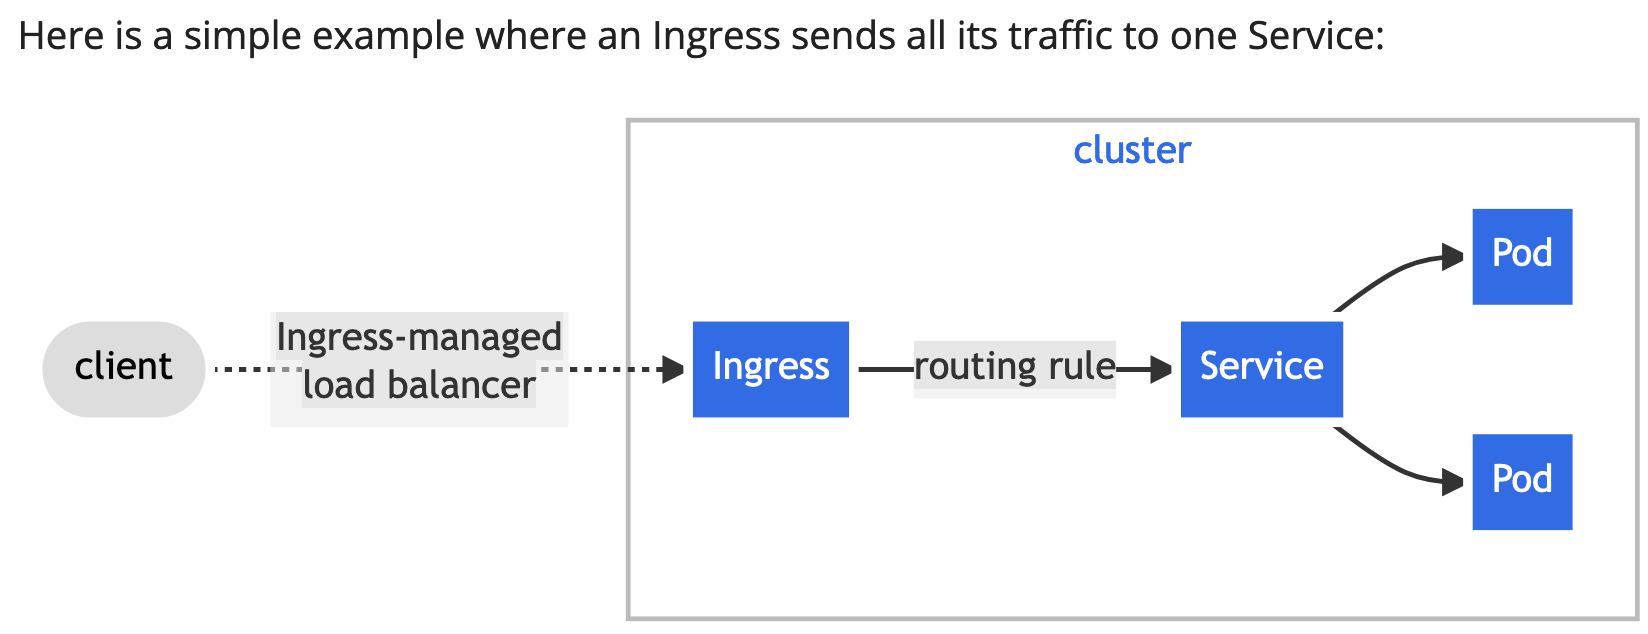 Here is a simple example where an Ingress sends all its traffic to one Service:
cluster
Pod
client
Ingress-managed
load balancer
Ingress
routing rule
Service
Pod